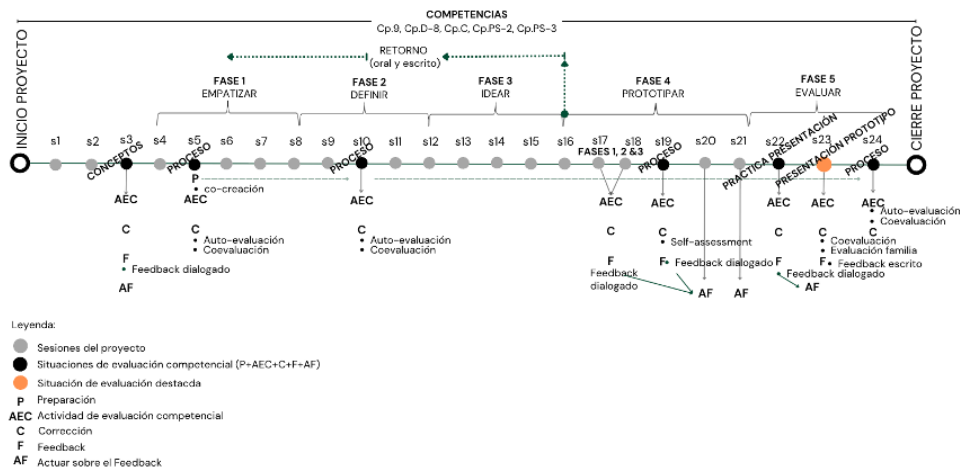 COMPETENCIAS
Cp.9, Cp.D-8, Cp.C, Cp.PS-2, Cp.PS-3
INICIO PROYECTO
CIERRE PROYECTO
RETORNO
(oral y escrito)
FASE 1
EMPATIZAR
FASE 2
DEFINIR
FASE 3
IDEAR
FASE 4
PROTOTIPAR
FASE 5
EVALUAR
s1
s2
s3
s4
s5
s6
s7
s8
s9
s10
s11
s12
s13
s14
s15
s16
s17
s18
s19
s20
s21
s22
s23
s24
CONCEPTOS
PROCESO
PROCESO
FASES 1, 2 &3
PROCESO
PRÁCTICA PRESENTACIÓN
PRESENTACIÓN PROTOTIPO
PROCESO
AEC
C
F
Feedback dialogado
AF
P
co-creación
AEC
C
Auto-evaluación
Coevaluación
AEC
C
Auto-evaluación
Coevaluación
AEC
C
F
Feedback
dialogado
AEC
C
Self-assessment
F
Feedback dialogado
AF
AF
AEC
C
F
Feedback dialogado
AF
AEC
C
Coevaluación
Evaluación familia
F
Feedback escrito
AEC
Auto-evaluación
Coevaluación
C
Leyenda:
Sesiones del proyecto
Situaciones de evaluación competencial (P+AEC+C+F+AF)
Situación de evaluación destacda
P Preparación
AEC Actividad de evaluación competencial
C Corrección
F Feedback
AF Actuar sobre el Feedback